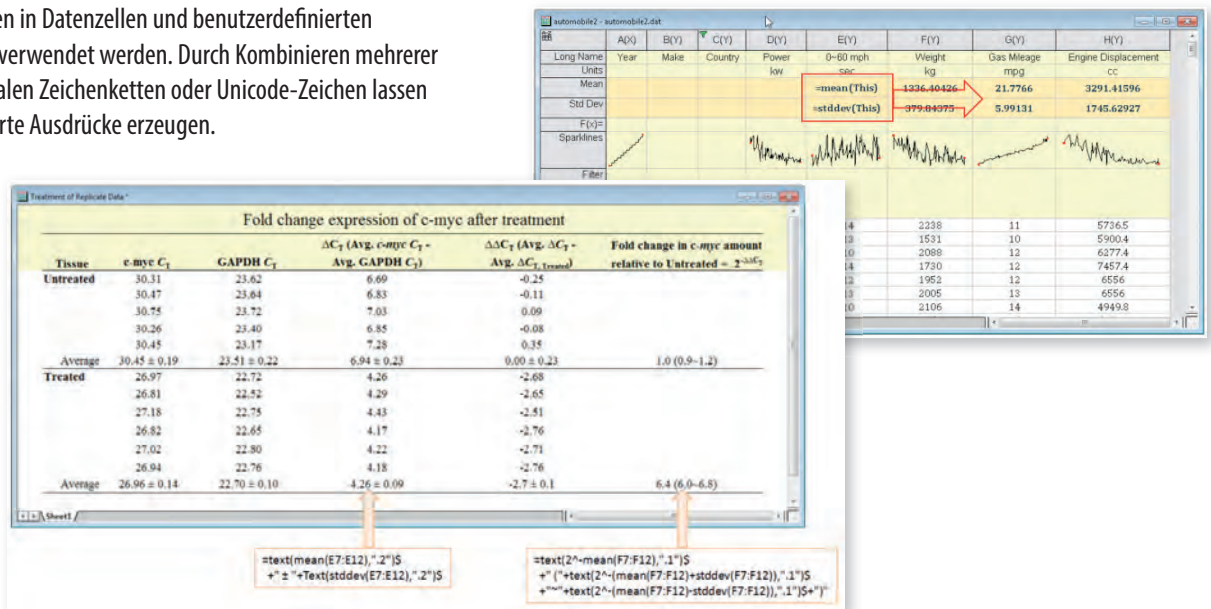 en in Datenzellen und benutzerdefinierten
verwendet werden. Durch Kombinieren mehrerer
alen Zeichenketten oder Unicode-Zeichen lassen
rte Ausdrücke erzeugen.
automobile2 - automobile2.dat
A(X) B(Y) C(Y) D(Y) E(Y) F(Y) G(Y) H(Y)
Long Name Year Make Country Power 0~60 mph Weight Gas Mileage Engine Displacement
Units kw sec kg mpg cc
Mean =mean(This) 1336.40426 21.7766 3291.41596
Std Dev =stddev(This) 379.84375 5.99131 1745.62927
F(x)=
Sparklines
Filter
14 2238 11 5736.5
13 1531 10 5900.4
10 2088 12 6277.4
14 1730 12 7457.4
12 1952 12 6556
13 2005 13 6556
10 2106 14 4949.8
Treatment of Replicate Data *
Fold change expression of c-myc after treatment
Tissue c-myc CT GAPDH CT ΔCT (Avg. c-myc CT - Avg. GAPDH CT) ΔΔCT (Avg. ΔCT - Avg. ΔCT, Treated) Fold change in c-myc amount relative to Untreated = 2-ΔΔCT
Untreated 30.31 23.62 6.69 -0.25
30.47 23.64 6.83 -0.11
30.75 23.72 7.03 0.09
30.26 23.40 6.85 -0.08
30.45 23.17 7.28 0.35
Average 30.45 ± 0.19 23.51 ± 0.22 6.94 ± 0.23 0.00 ± 0.23 1.0 (0.9~1.2)
Treated 26.97 22.72 4.26 -2.68
26.81 22.52 4.29 -2.65
27.18 22.75 4.43 -2.51
26.82 22.65 4.17 -2.76
27.02 22.80 4.22 -2.71
26.94 22.76 4.18 -2.76
Average 26.96 ± 0.14 22.70 ± 0.10 4.26 ± 0.09 -2.7 ± 0.1 6.4 (6.0~6.8)
Sheet1
=text(mean(E7:E12),".2")$
+" ± "+Text(stddev(E7:E12),".2")$
=text(2^-mean(F7:F12),".1")$
+" ("+text(2^-(mean(F7:F12)+stddev(F7:F12)),".1")$
+"~"+text(2^-(mean(F7:F12)-stddev(F7:F12)),".1")$+")"